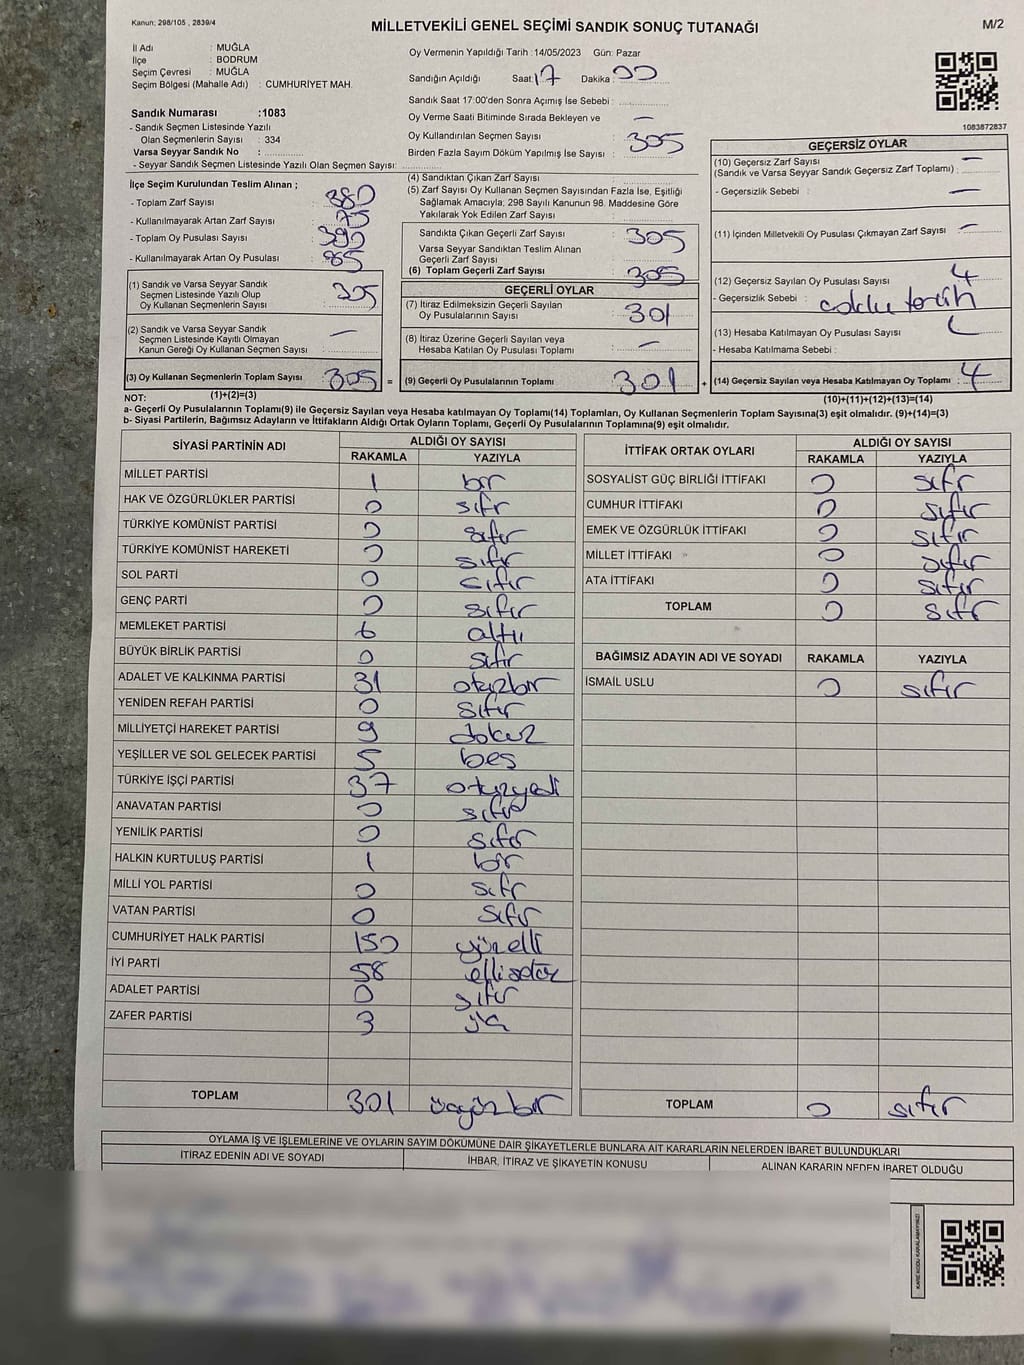 Kanun; 298/105 , 2839/4
MİLLETVEKİLİ GENEL SEÇİMİ SANDIK SONUÇ TUTANAĞI
M/2
İl Adı : MUĞLA
İlçe : BODRUM
Seçim Çevresi : MUĞLA
Seçim Bölgesi (Mahalle Adı) : CUMHURİYET MAH.
Sandık Numarası :1083
- Sandık Seçmen Listesinde Yazılı
Olan Seçmenlerin Sayısı : 334
Varsa Seyyar Sandık No :
- Seyyar Sandık Seçmen Listesinde Yazılı Olan Seçmen Sayısı:
Oy Vermenin Yapıldığı Tarih :14/05/2023 Gün: Pazar
Sandığın Açıldığı Saat: 17 Dakika: 00
Sandık Saat 17:00'den Sonra Açımış İse Sebebi :
Oy Verme Saati Bitiminde Sırada Bekleyen ve —
Oy Kullandırılan Seçmen Sayısı : 305
Birden Fazla Sayım Döküm Yapılmış İse Sayısı :
1083872837
İlçe Seçim Kurulundan Teslim Alınan ;
- Toplam Zarf Sayısı : 380
- Kullanılmayarak Artan Zarf Sayısı : 75
- Toplam Oy Pusulası Sayısı : 390
- Kullanılmayarak Artan Oy Pusulası : 85
(1) Sandık ve Varsa Seyyar Sandık
Seçmen Listesinde Yazılı Olup
Oy Kullanan Seçmenlerin Sayısı : 305
(2) Sandık ve Varsa Seyyar Sandık
Seçmen Listesinde Kayıtlı Olmayan —
Kanun Gereği Oy Kullanan Seçmen Sayısı :
(3) Oy Kullanan Seçmenlerin Toplam Sayısı : 305 =
(4) Sandıktan Çıkan Zarf Sayısı :
(5) Zarf Sayısı Oy Kullanan Seçmen Sayısından Fazla İse, Eşitliği
Sağlamak Amacıyla, 298 Sayılı Kanunun 98. Maddesine Göre
Yakılarak Yok Edilen Zarf Sayısı :
Sandıkta Çıkan Geçerli Zarf Sayısı : 305
Varsa Seyyar Sandıktan Teslim Alınan
Geçerli Zarf Sayısı :
(6) Toplam Geçerli Zarf Sayısı : 305
GEÇERLİ OYLAR
(7) İtiraz Edilmeksizin Geçerli Sayılan
Oy Pusulalarının Sayısı : 301
(8) İtiraz Üzerine Geçerli Sayılan veya
Hesaba Katılan Oy Pusulası Toplamı : —
(9) Geçerli Oy Pusulalarının Toplamı : 301 +
GEÇERSİZ OYLAR
(10) Geçersiz Zarf Sayısı —
(Sandık ve Varsa Seyyar Sandık Geçersiz Zarf Toplamı) :
- Geçersizlik Sebebi : —
(11) İçinden Milletvekili Oy Pusulası Çıkmayan Zarf Sayısı : —
(12) Geçersiz Sayılan Oy Pusulası Sayısı : 4
- Geçersizlik Sebebi :
(13) Hesaba Katılmayan Oy Pusulası Sayısı :
- Hesaba Katılmama Sebebi :
(14) Geçersiz Sayılan veya Hesaba Katılmayan Oy Pusulası Toplamı : 4
NOT: (1)+(2)=(3) (10)+(11)+(12)+(13)=(14)
a- Geçerli Oy Pusulasının Toplamı(9) ile Geçersiz Sayılan veya Hesaba katılmayan Oy Toplamı(14) Toplamları, Oy Kullanan Seçmenlerin Toplam Sayısına(3) eşit olmalıdır. (9)+(14)=(3)
b- Siyasi Partilerin, Bağımsız Adayların ve İttifakların Aldığı Ortak Oyların Toplamı, Geçerli Oy Pusulalarının Toplamına(9) eşit olmalıdır.
SİYASİ PARTİNİN ADI ALDIĞI OY SAYISI
RAKAMLA YAZIYLA
MİLLET PARTİSİ 1 bir
HAK VE ÖZGÜRLÜKLER PARTİSİ 0 sıfır
TÜRKİYE KOMÜNİST PARTİSİ 0 sıfır
TÜRKİYE KOMÜNİST HAREKETİ 0 sıfır
SOL PARTİ 0 sıfır
GENÇ PARTİ 0 sıfır
MEMLEKET PARTİSİ 6 altı
BÜYÜK BİRLİK PARTİSİ 0 sıfır
ADALET VE KALKINMA PARTİSİ 31 otuzbir
YENİDEN REFAH PARTİSİ 0 sıfır
MİLLİYETÇİ HAREKET PARTİSİ 9 dokuz
YEŞİLLER VE SOL GELECEK PARTİSİ 5 beş
TÜRKİYE İŞÇİ PARTİSİ 37 otuzyedi
ANAVATAN PARTİSİ 0 sıfır
YENİLİK PARTİSİ 0 sıfır
HALKIN KURTULUŞ PARTİSİ 1 bir
MİLLİ YOL PARTİSİ 0 sıfır
VATAN PARTİSİ 0 sıfır
CUMHURİYET HALK PARTİSİ 150 yüzelli
İYİ PARTİ 58 ellisekiz
ADALET PARTİSİ 0 sıfır
ZAFER PARTİSİ 3 üç
TOPLAM 301 üçyüzbir
İTTİFAK ORTAK OYLARI ALDIĞI OY SAYISI
RAKAMLA YAZIYLA
SOSYALİST GÜÇ BİRLİĞİ İTTİFAKI 0 sıfır
CUMHUR İTTİFAKI 0 sıfır
EMEK VE ÖZGÜRLÜK İTTİFAKI 0 sıfır
MİLLET İTTİFAKI 0 sıfır
ATA İTTİFAKI 0 sıfır
TOPLAM 0 sıfır
BAĞIMSIZ ADAYIN ADI VE SOYADI RAKAMLA YAZIYLA
İSMAİL USLU 0 sıfır
TOPLAM 0 sıfır
OYLAMA İŞ VE İŞLEMLERİNE VE OYLARIN SAYIM DÖKÜMÜNE DAİR ŞİKAYETLERLE BUNLARA AİT KARARLARIN NELERDEN İBARET BULUNDUKLARI
İTİRAZ EDENİN ADI VE SOYADI İHBAR, İTİRAZ VE ŞİKAYETİN KONUSU ALINAN KARARIN NEDEN İBARET OLDUĞU
KARE KODU KARALAMAYINIZ!